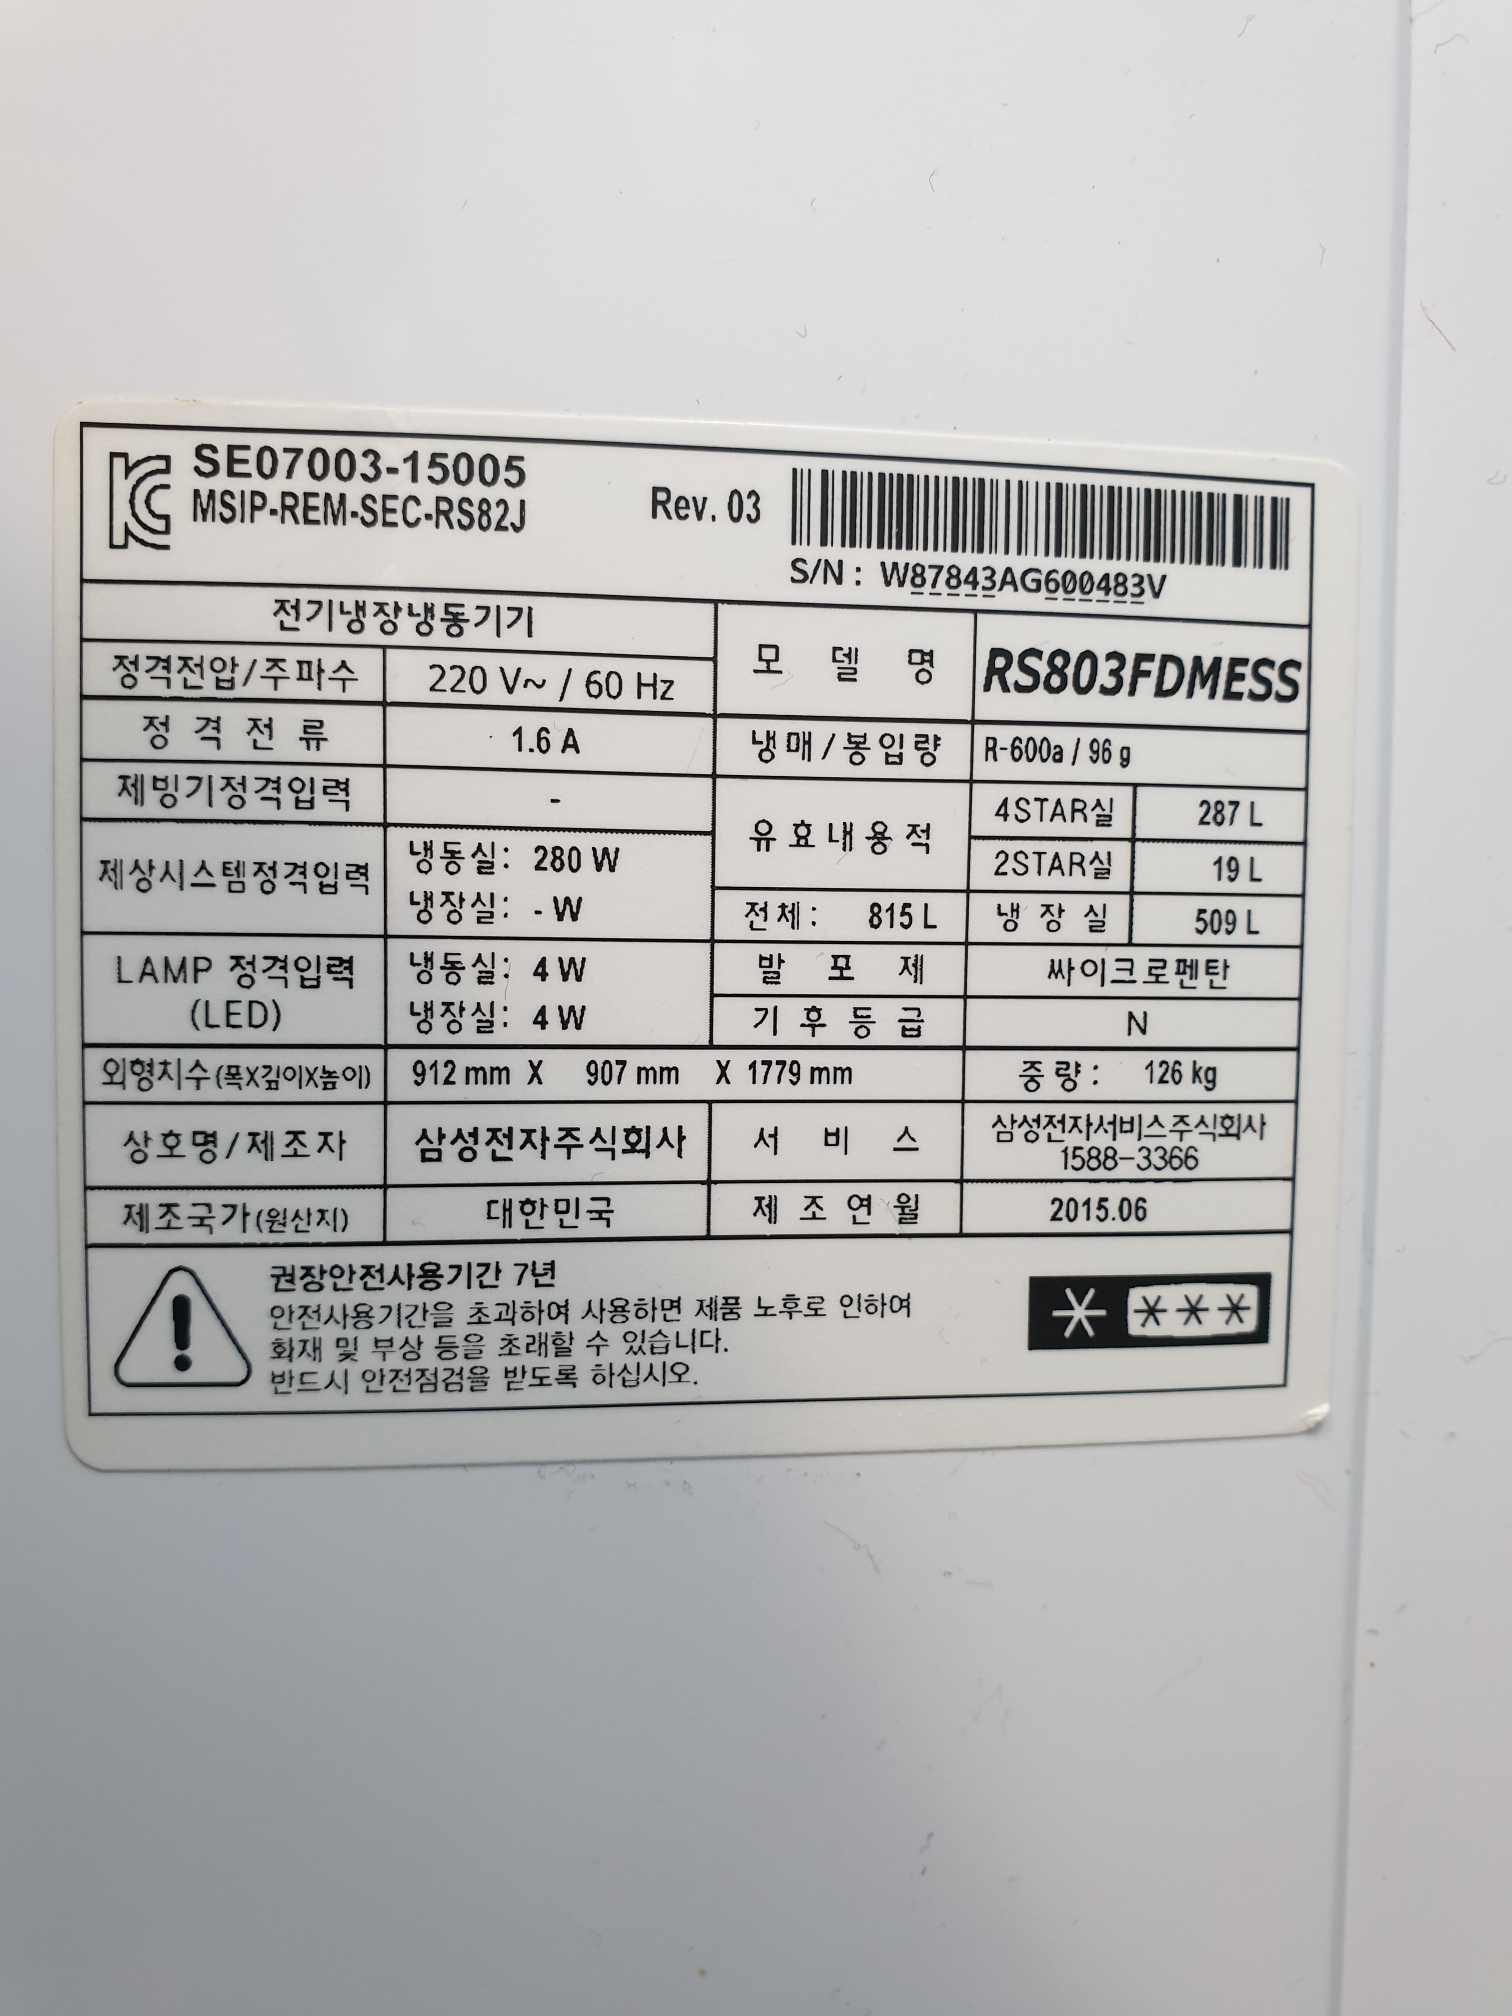 SE07003-15005
MSIP-REM-SEC-RS82J
Rev. 03
S/N : W87843AG600483V
전기냉장냉동기기
정격전압/주파수 220 V~ / 60 Hz
정격전류 1.6 A
제빙기정격입력 -
제상시스템정격입력 냉동실: 280 W
냉장실: - W
LAMP 정격입력 (LED) 냉동실: 4 W
냉장실: 4 W
모델명 RS803FDMESS
냉매/봉입량 R-600a / 96 g
유효내용적 4STAR실 287 L
2STAR실 19 L
전체: 815 L 냉장실 509 L
발포제 싸이크로펜탄
기후등급 N
외형치수(폭X깊이X높이) 912 mm X 907 mm X 1779 mm 중량: 126 kg
상호명/제조자 삼성전자주식회사 서비스 삼성전자서비스주식회사
1588-3366
제조국가(원산지) 대한민국 제조연월 2015.06
권장안전사용기간 7년
안전사용기간을 초과하여 사용하면 제품 노후로 인하여
화재 및 부상 등을 초래할 수 있습니다.
반드시 안전점검을 받도록 하십시오.